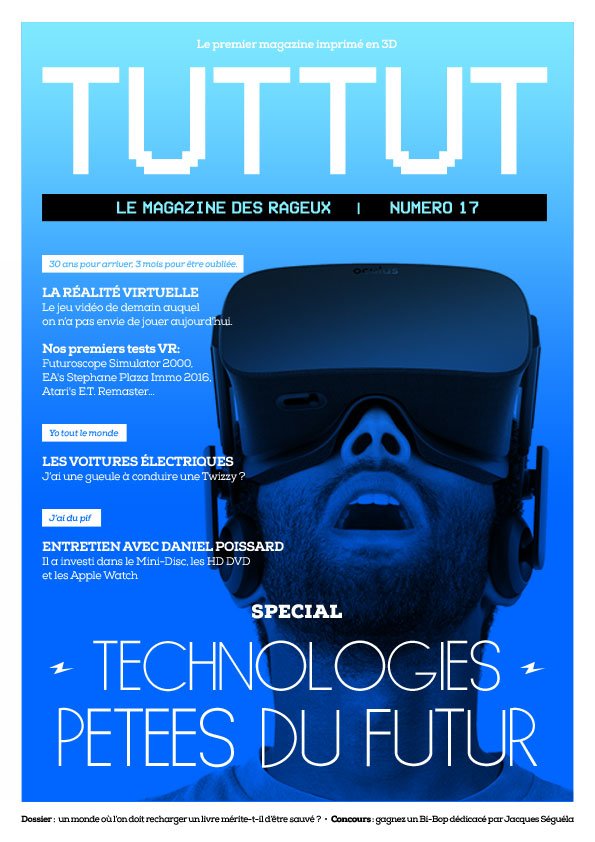 Le premier magazine imprimé en 3D
TUTTUT
LE MAGAZINE DES RAGEUX | NUMERO 17
30 ans pour arriver, 3 mois pour être oubliée.
LA RÉALITÉ VIRTUELLE
Le jeu vidéo de demain auquel
on n'a pas envie de jouer aujourd'hui.
Nos premiers tests VR:
Futuroscope Simulator 2000,
EA's Stephane Plaza Immo 2016,
Atari's E.T. Remaster...
oculus
Yo tout le monde
LES VOITURES ÉLECTRIQUES
J'ai une gueule à conduire une Twizzy ?
J'ai du pif
ENTRETIEN AVEC DANIEL POISSARD
Il a investi dans le Mini-Disc, les HD DVD
et les Apple Watch
SPECIAL
TECHNOLOGIES
PETEES DU FUTUR
Dossier : un monde où l'on doit recharger un livre mérite-t-il d'être sauvé ? • Concours : gagnez un Bi-Bop dédicacé par Jacques Séguéla